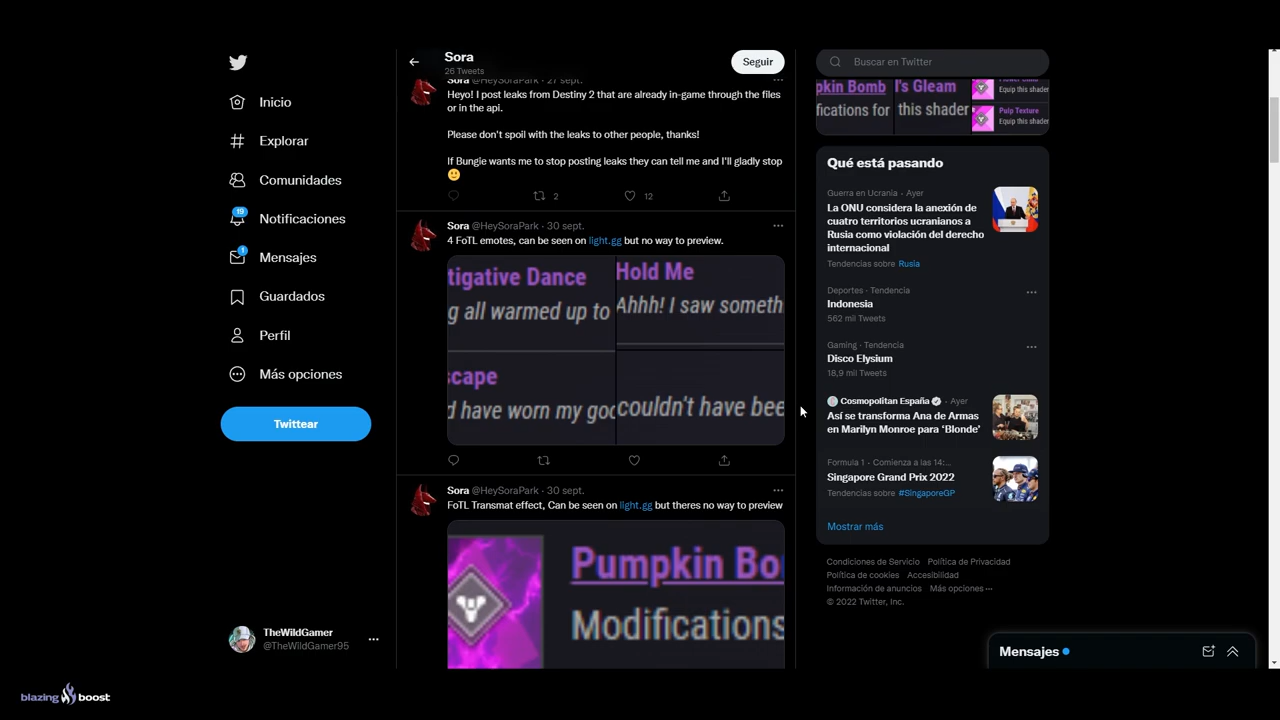 Inicio
Explorar
Comunidades
19
Notificaciones
1
Mensajes
Guardados
Perfil
Más opciones
Twittear
TheWildGamer
@TheWildGamer95
Sora
26 Tweets
Seguir
Sora @HeySoraPark · 27 sept.
Heyo! I post leaks from Destiny 2 that are already in-game through the files
or in the api.
Please don't spoil with the leaks to other people, thanks!
If Bungie wants me to stop posting leaks they can tell me and I'll gladly stop
2
12
Sora @HeySoraPark · 30 sept.
4 FoTL emotes, can be seen on light.gg but no way to preview.
tigative Dance
g all warmed up to
Hold Me
Ahhh! I saw someth
scape
d have worn my goo
couldn't have bee
Sora @HeySoraPark · 30 sept.
FoTL Transmat effect, Can be seen on light.gg but theres no way to preview
Pumpkin Bo
Modifications
Buscar en Twitter
pkin Bomb
ifications for
I's Gleam
this shader
Equip this shader
Pulp Texture
Equip this shader
Qué está pasando
Guerra en Ucrania · Ayer
La ONU considera la anexión de
cuatro territorios ucranianos a
Rusia como violación del derecho
internacional
Tendencias sobre Rusia
Deportes · Tendencia
Indonesia
562 mil Tweets
Gaming · Tendencia
Disco Elysium
18,9 mil Tweets
Cosmopolitan España · Ayer
Así se transforma Ana de Armas
en Marilyn Monroe para 'Blonde'
Formula 1 · Comienza a las 14:...
Singapore Grand Prix 2022
Tendencias sobre #SingaporeGP
Mostrar más
Condiciones de Servicio Política de Privacidad
Política de cookies Accesibilidad
Información de anuncios Más opciones ···
© 2022 Twitter, Inc.
Mensajes
blazing boost